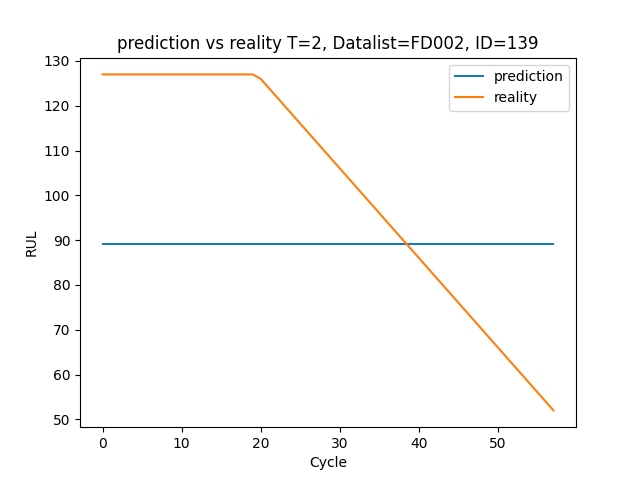 prediction vs reality T=2, Datalist=FD002, ID=139
prediction
reality
130
120
110
100
90
80
70
60
50
RUL
0 10 20 30 40 50
Cycle